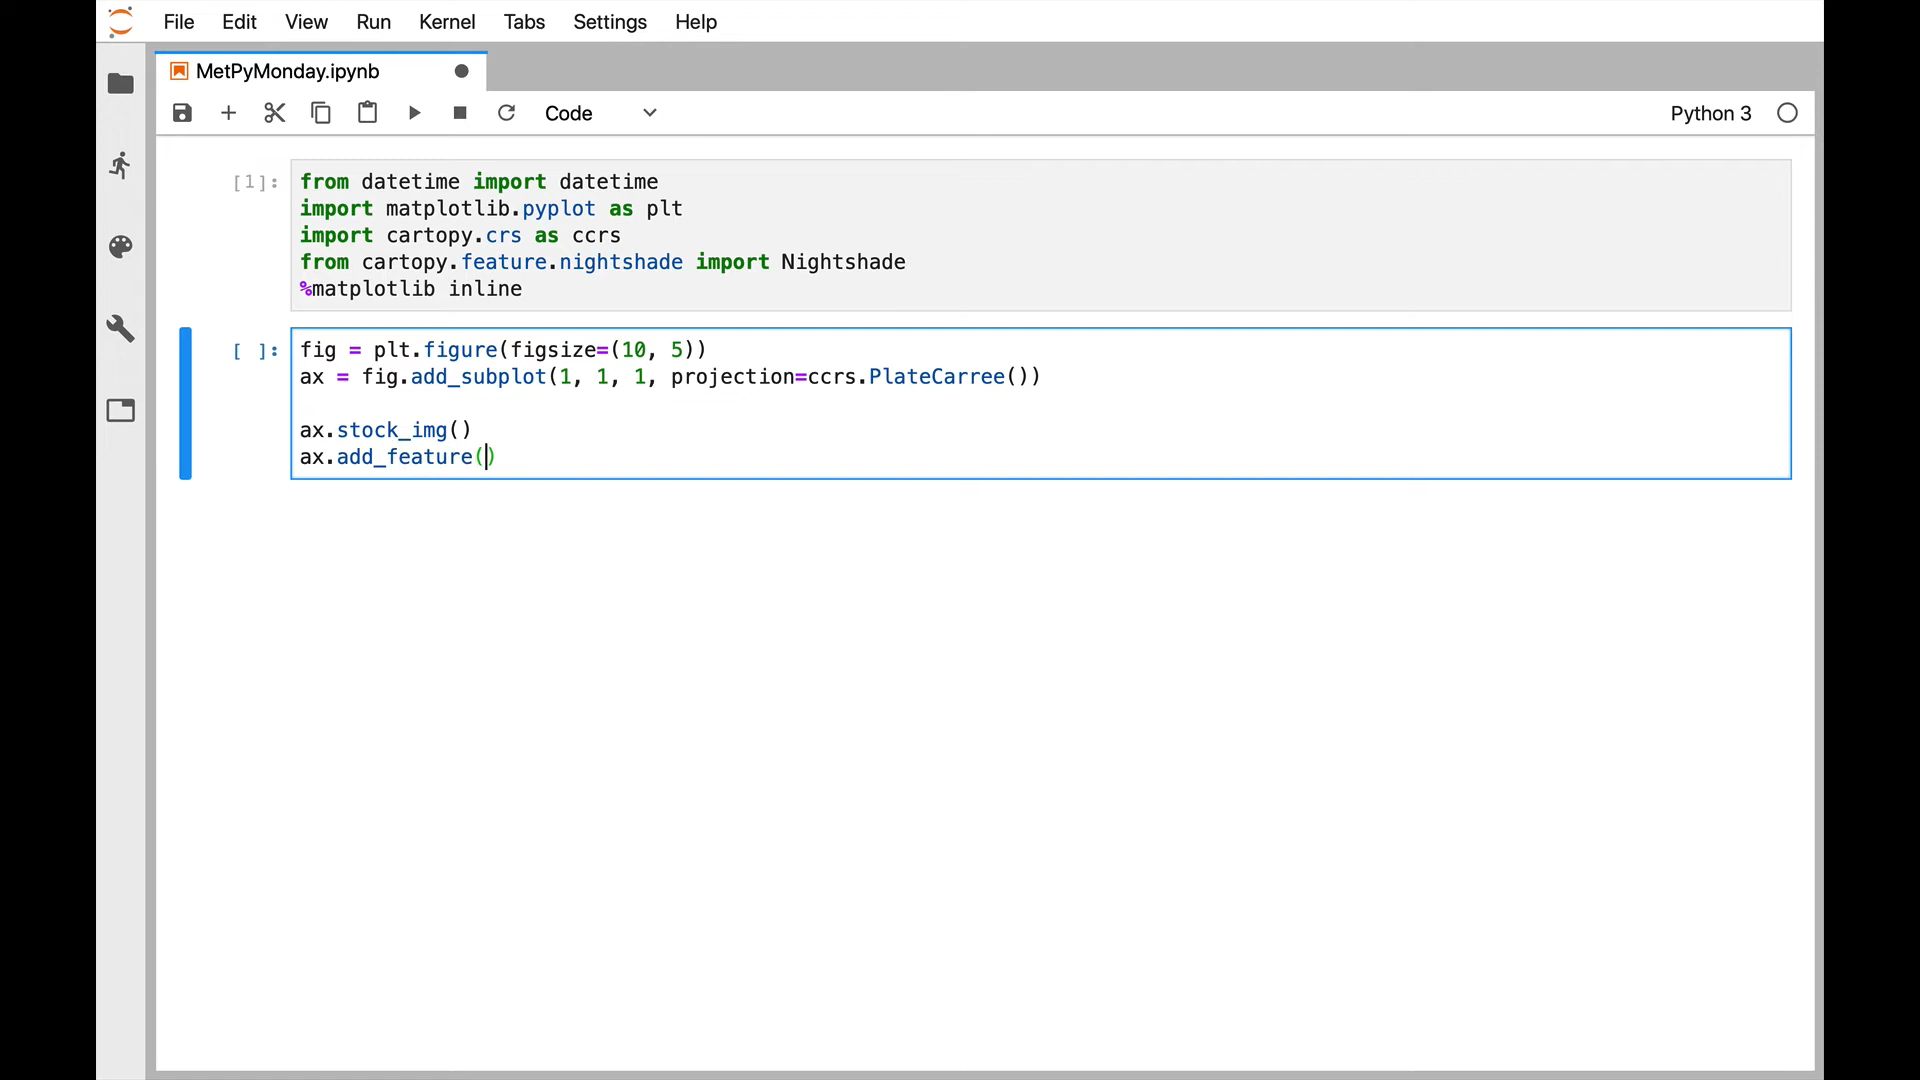 File Edit View Run Kernel Tabs Settings Help
MetPyMonday.ipynb
Code Python 3
[1]: from datetime import datetime
import matplotlib.pyplot as plt
import cartopy.crs as ccrs
from cartopy.feature.nightshade import Nightshade
%matplotlib inline
[ ]: fig = plt.figure(figsize=(10, 5))
ax = fig.add_subplot(1, 1, 1, projection=ccrs.PlateCarree())
ax.stock_img()
ax.add_feature()